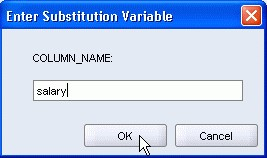 Enter Substitution Variable
COLUMN_NAME:
salary
OK
Cancel